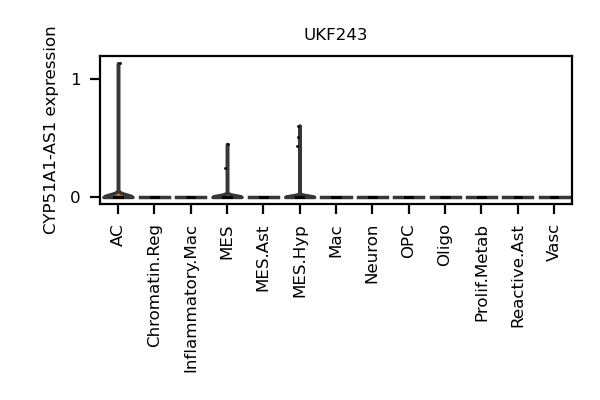 UKF243
CYP51A1-AS1 expression
1
0
AC
Chromatin.Reg
Inflammatory.Mac
MES
MES.Ast
MES.Hyp
Mac
Neuron
OPC
Oligo
Prolif.Metab
Reactive.Ast
Vasc